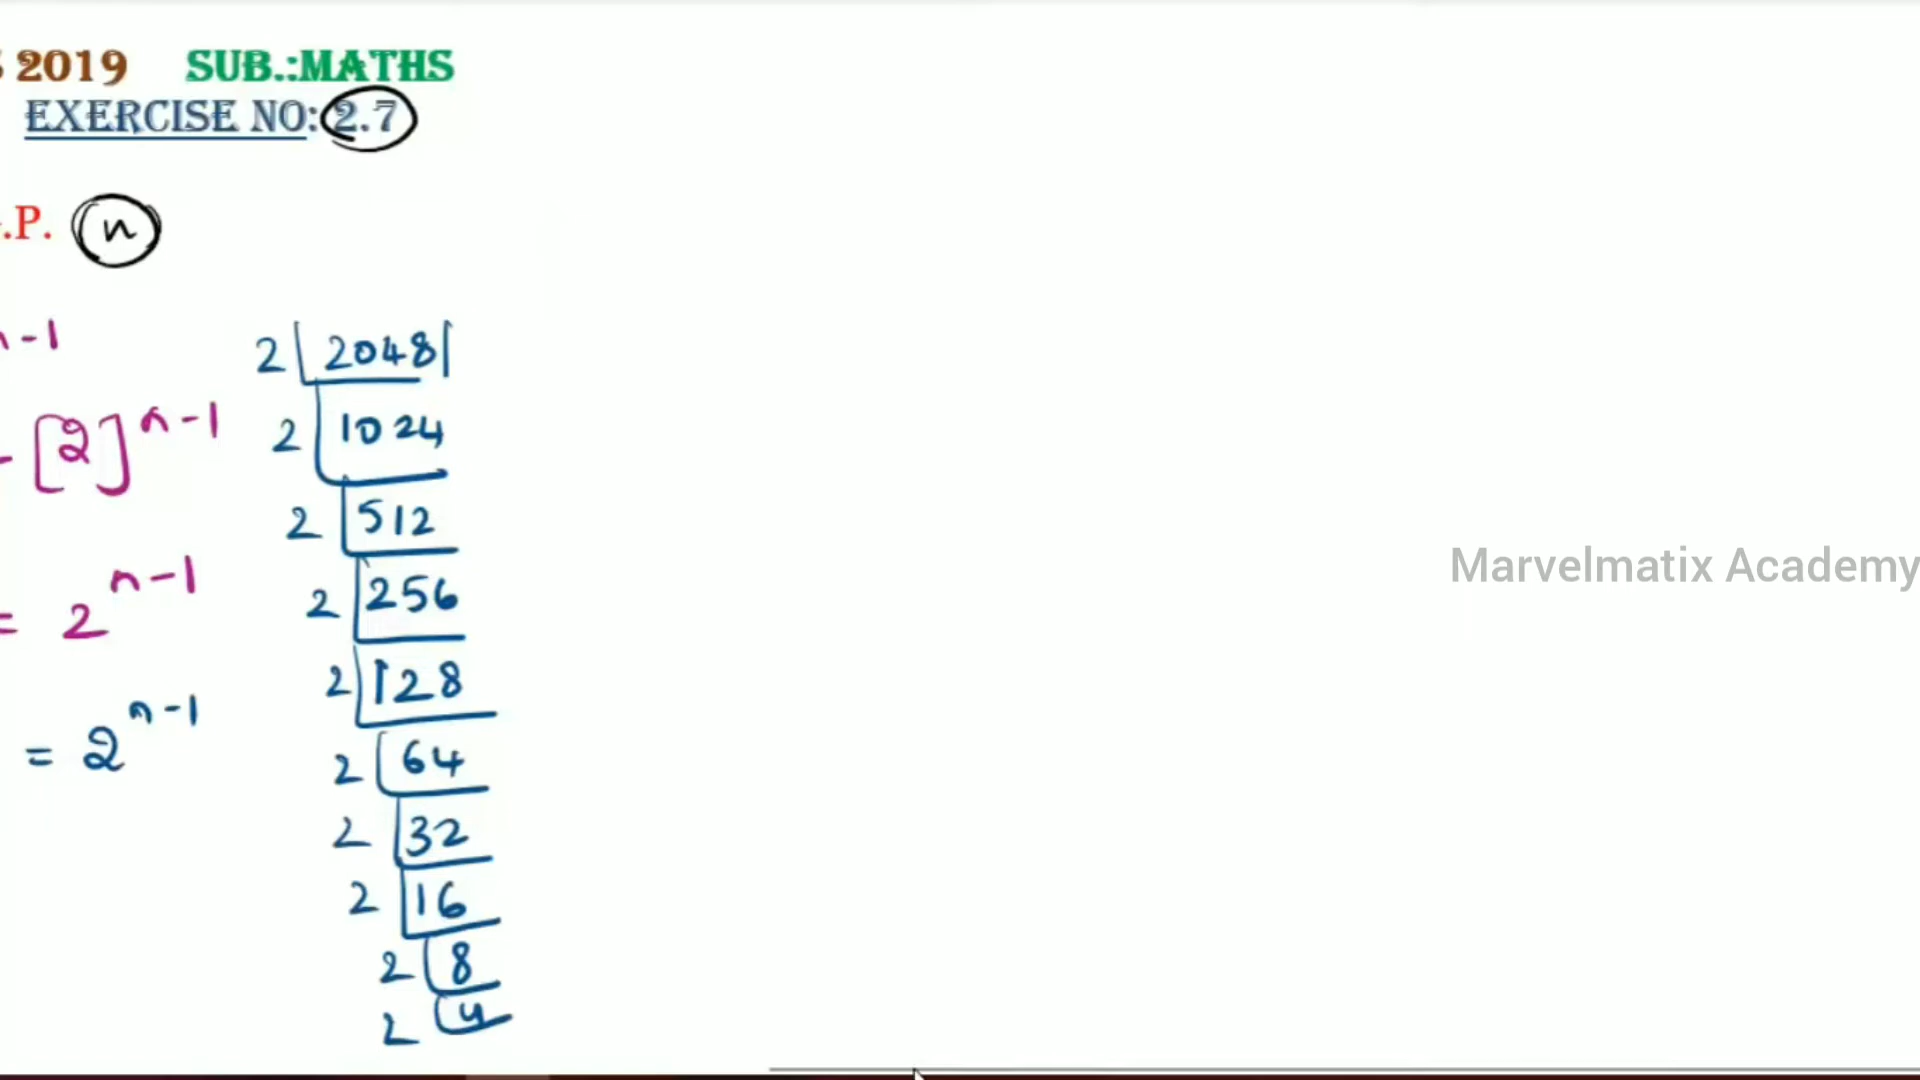 2019 SUB.:MATHS
EXERCISE NO: 2.7
.P. n
n-1
2 2048
[2]^n-1
2 1024
2 512
= 2^n-1
2 256
2 128
= 2^n-1
2 64
2 32
2 16
2 8
2 4
Marvelmatix Academy